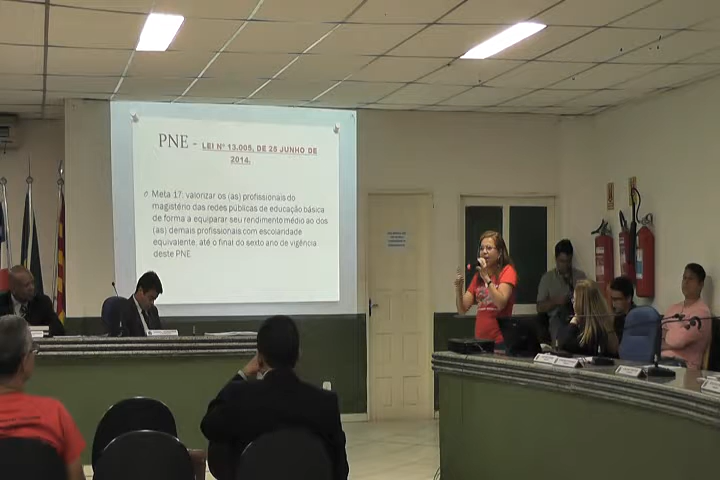 PNE - LEI Nº 13.005, DE 25 JUNHO DE
2014.
Meta 17: valorizar os (as) profissionais do
magistério das redes públicas de educação básica
de forma a equiparar seu rendimento médio ao dos
(as) demais profissionais com escolaridade
equivalente, até o final do sexto ano de vigência
deste PNE.